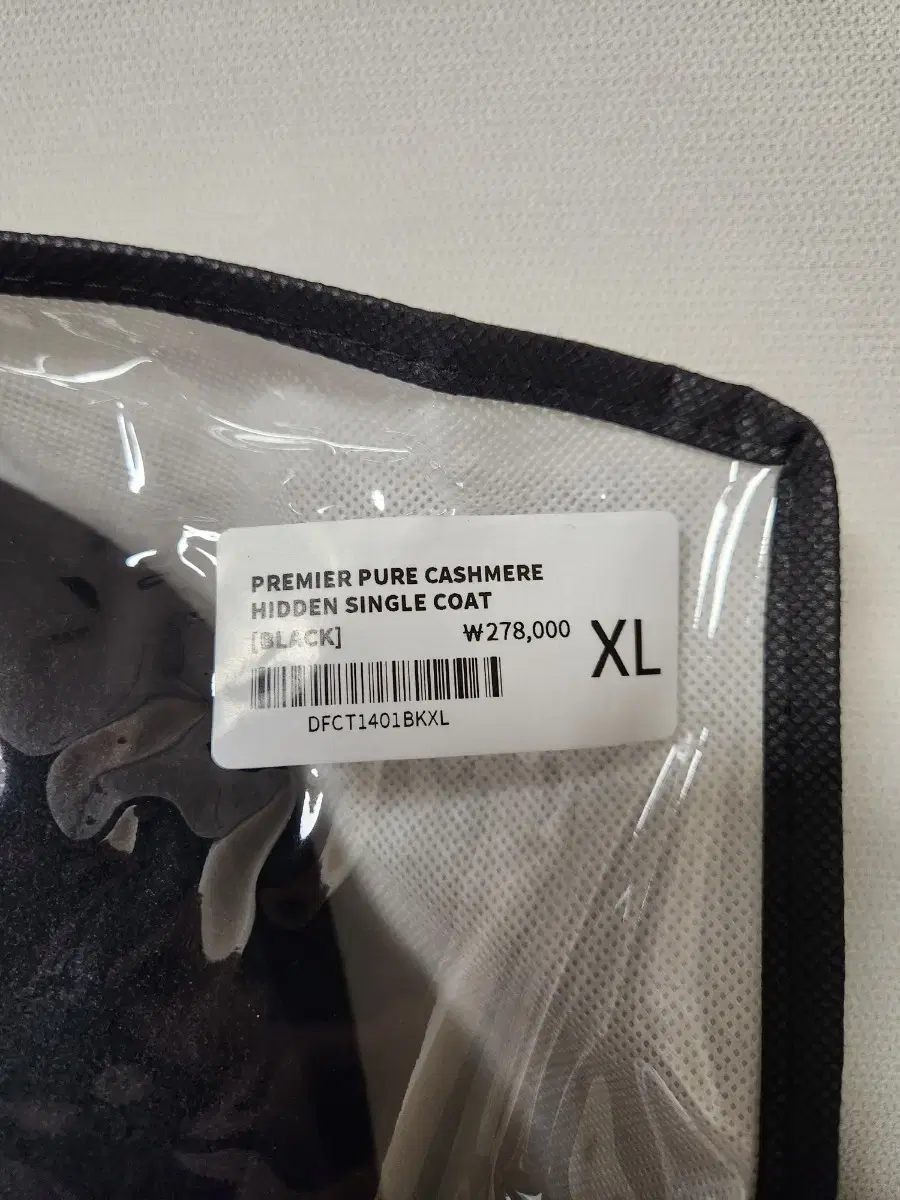 PREMIER PURE CASHMERE
HIDDEN SINGLE COAT
[BLACK] ₩278,000 XL
DFCT1401BKXL